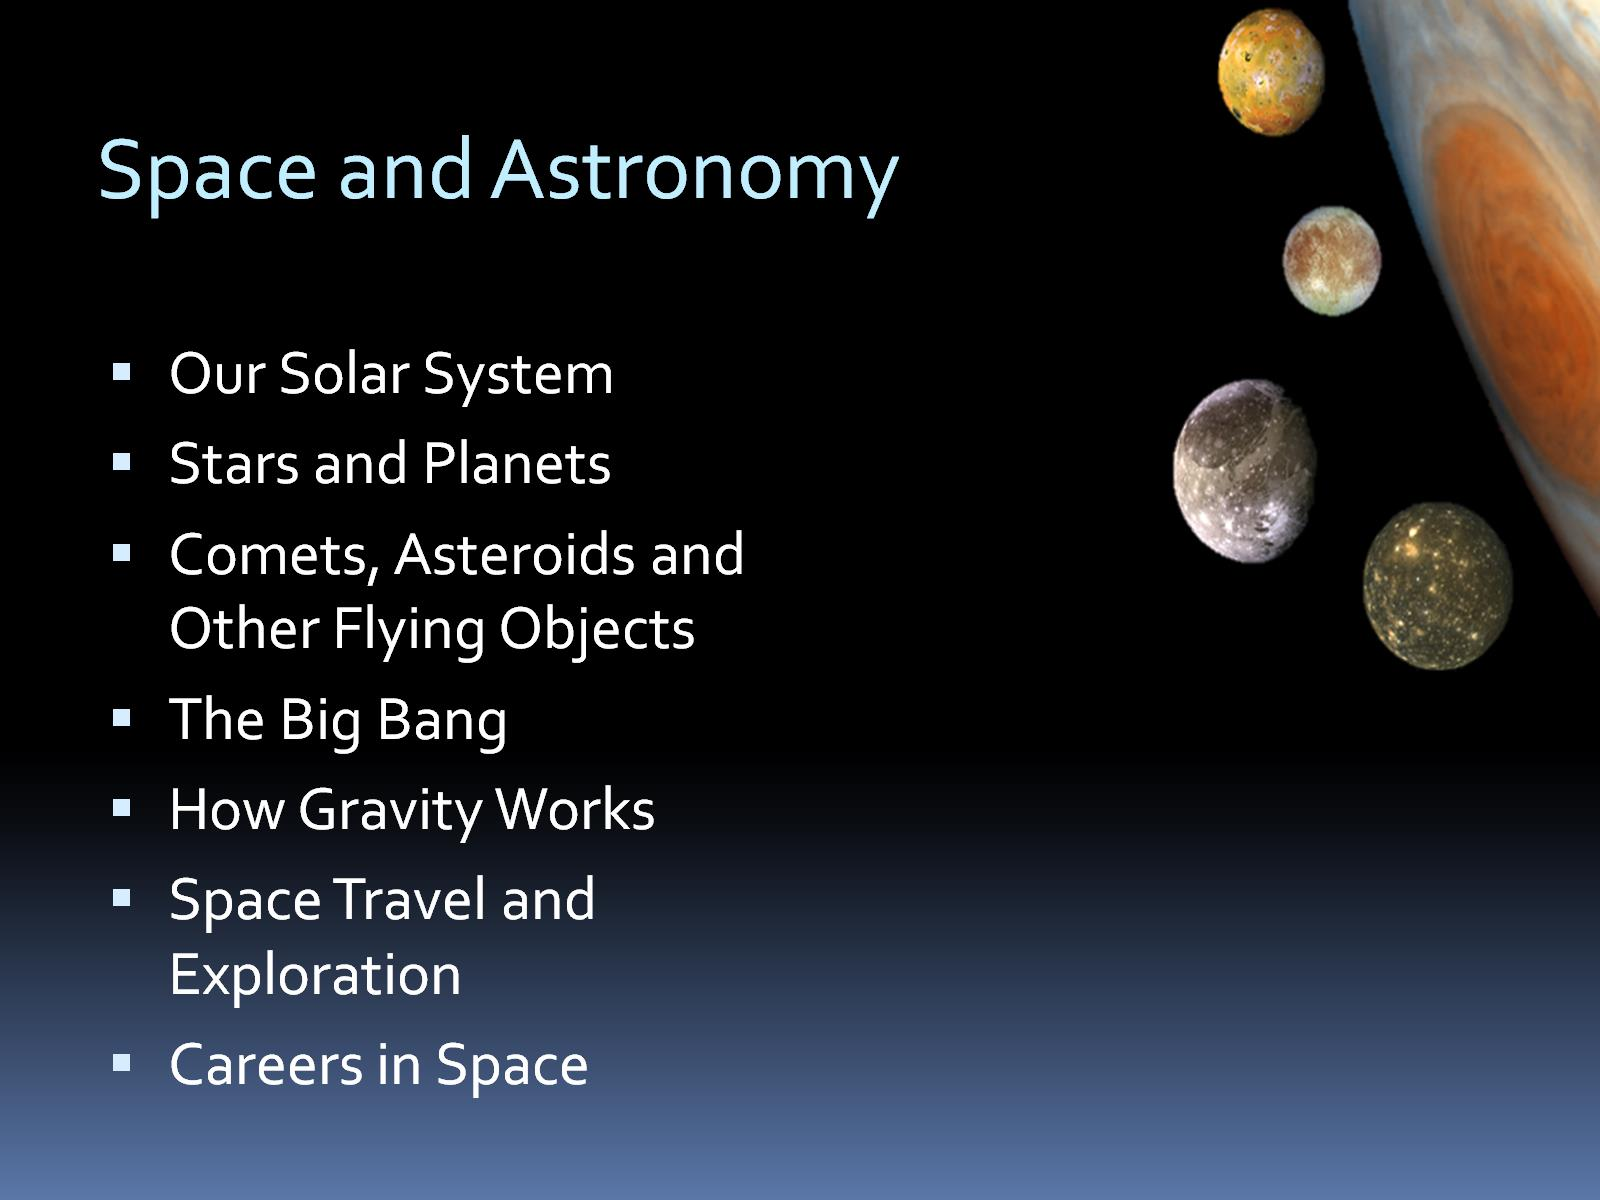 Space and Astronomy
Our Solar System
Stars and Planets
Comets, Asteroids and
Other Flying Objects
The Big Bang
How Gravity Works
Space Travel and
Exploration
Careers in Space